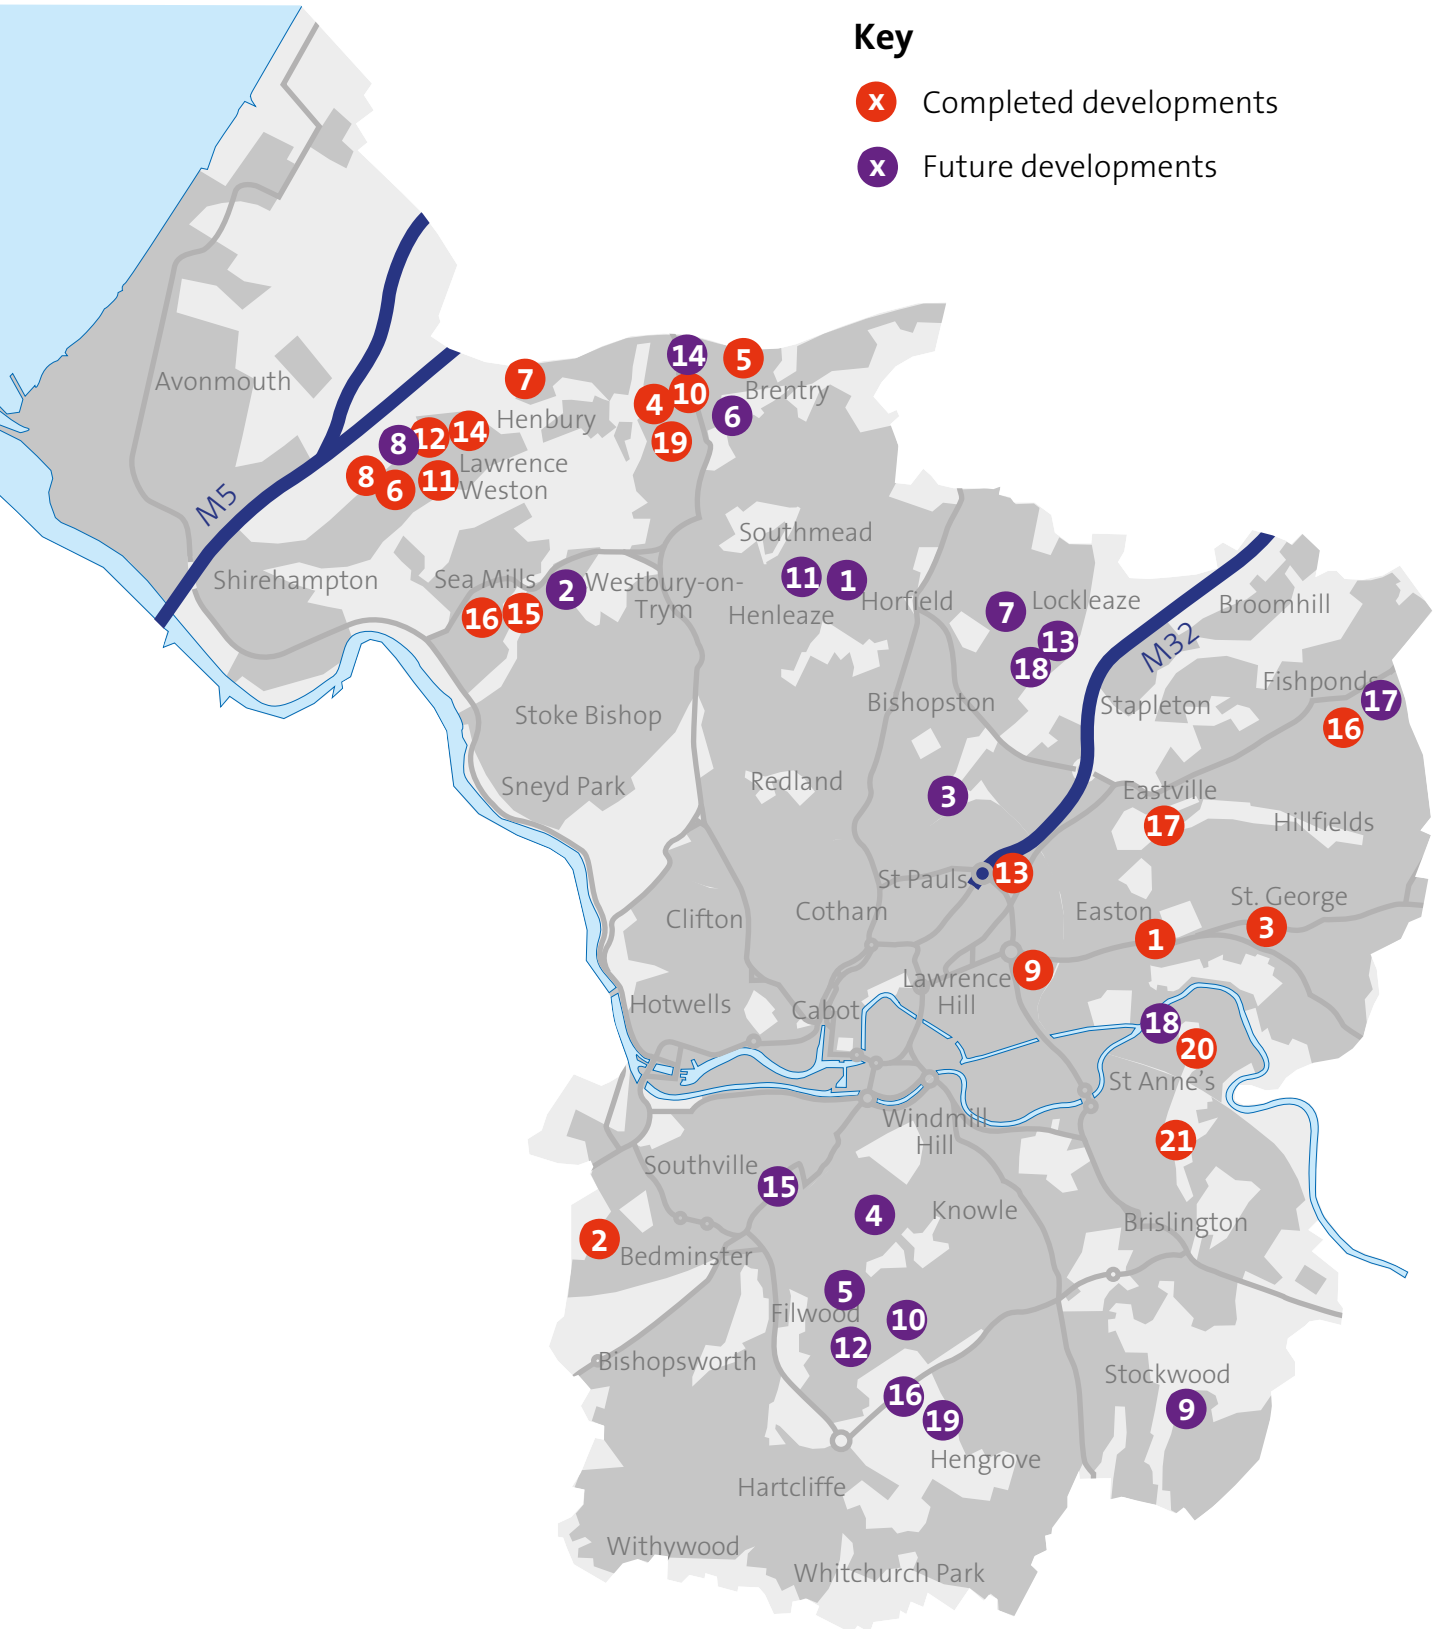 Key
x Completed developments
x Future developments
14
5
7
Avonmouth
Brentry
10
4
6
Henbury
14
12
8
19
Lawrence
Weston
8
11
6
M5
Southmead
Shirehampton
Sea Mills
11
1
2
Westbury-on-
Trym
Horfield
Lockleaze
Broomhill
16
15
Henleaze
7
13
M32
18
Fishponds
17
Bishopston
Stapleton
Stoke Bishop
16
Redland
Sneyd Park
3
Eastville
17
Hillfields
St Pauls
13
St. George
Clifton
Cotham
Easton
3
1
Lawrence
Hill
9
Hotwells
Cabot
18
20
St Anne's
Windmill
Hill
21
Southville
15
4
Knowle
Brislington
2
Bedminster
5
Filwood
10
12
Bishopsworth
Stockwood
16
9
19
Hengrove
Hartcliffe
Withywood
Whitchurch Park